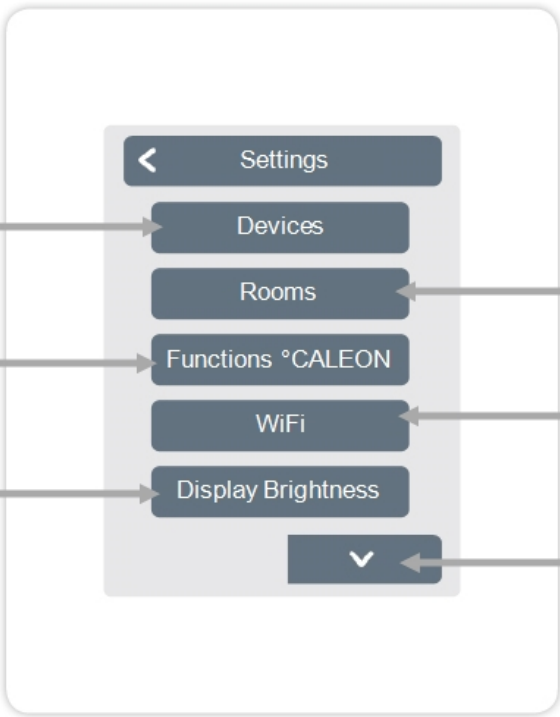 Settings
Devices
Rooms
Functions °CALEON
WiFi
Display Brightness